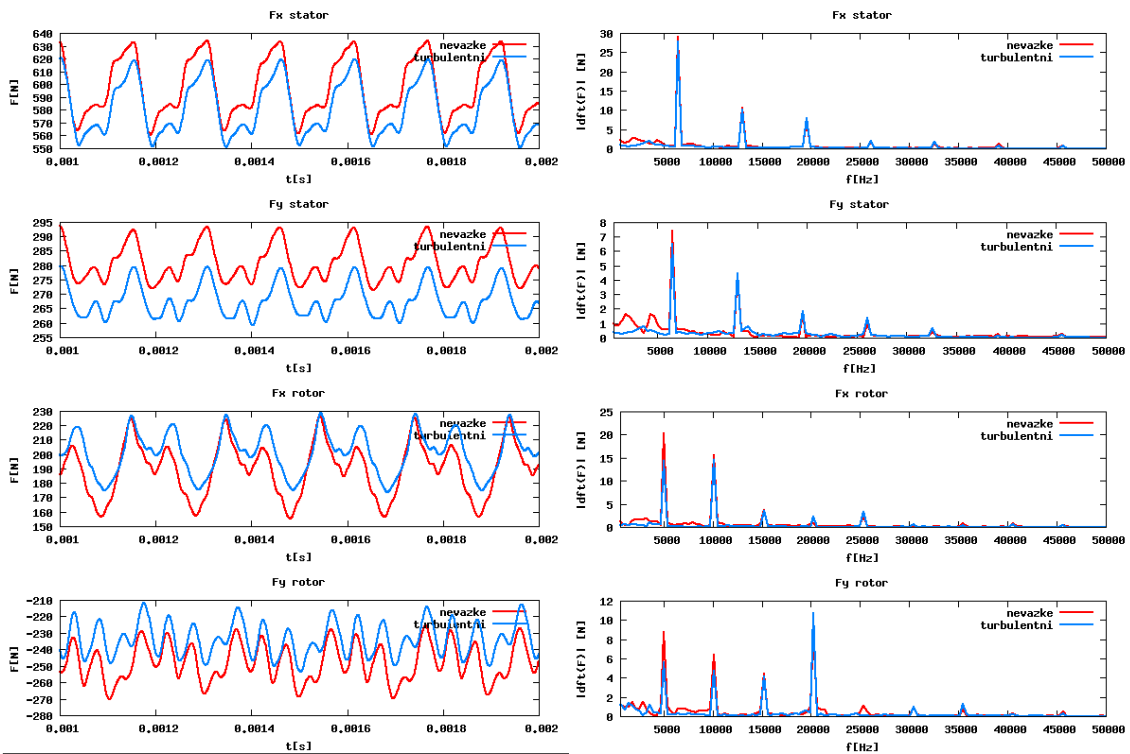 Fx stator
640
630
620
610
600
590
580
570
560
550
F[N]
nevazke
turbulentni
0.001
0.0012
0.0014
0.0016
0.0018
0.002
t[s]
Fx stator
30
25
20
15
10
5
0
|dft(F)| [N]
nevazke
turbulentni
5000 10000 15000 20000 25000 30000 35000 40000 45000 50000
f[Hz]
Fy stator
295
290
285
280
275
270
265
260
255
F[N]
nevazke
turbulentni
0.001
0.0012
0.0014
0.0016
0.0018
0.002
t[s]
Fy stator
8
7
6
5
4
3
2
1
0
|dft(F)| [N]
nevazke
turbulentni
5000 10000 15000 20000 25000 30000 35000 40000 45000 50000
f[Hz]
Fx rotor
230
220
210
200
190
180
170
160
150
F[N]
nevazke
turbulentni
0.001
0.0012
0.0014
0.0016
0.0018
0.002
t[s]
Fx rotor
25
20
15
10
5
0
|dft(F)| [N]
nevazke
turbulentni
5000 10000 15000 20000 25000 30000 35000 40000 45000 50000
f[Hz]
Fy rotor
-210
-220
-230
-240
-250
-260
-270
-280
F[N]
nevazke
turbulentni
0.001
0.0012
0.0014
0.0016
0.0018
0.002
t[s]
Fy rotor
12
10
8
6
4
2
0
|dft(F)| [N]
nevazke
turbulentni
5000 10000 15000 20000 25000 30000 35000 40000 45000 50000
f[Hz]